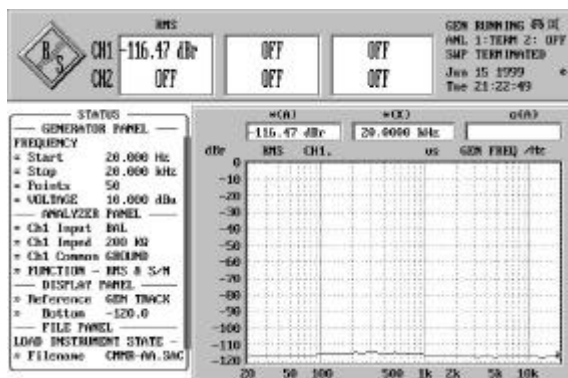 RMS
R S
CH1 -116.47 dBr OFF OFF
CH2 OFF OFF OFF
GEN RUNNING
ANL 1:TERM 2: OFF
SWP TERMINATED
Jun 15 1999
Tue 21:22:49
STATUS
GENERATOR PANEL
FREQUENCY
Start 20.000 Hz
Stop 20.000 kHz
Points 50
VOLTAGE 10.000 dBu
ANALYZER PANEL
Ch1 Input BAL
Ch1 Imped 200 kΩ
Ch1 Common GROUND
FUNCTION - RMS & S/N
DISPLAY PANEL
Reference GEN TRACK
Bottom -120.0
FILE PANEL
LOAD INSTRUMENT STATE -
Filename CMMR-AA.SAC
*(A) *(X) o(A)
-116.47 dBr 20.0000 kHz
dBr RMS CH1. vs GEN FREQ /Hz
0
-10
-20
-30
-40
-50
-60
-70
-80
-90
-100
-110
-120
20 50 100 500 1k 2k 5k 10k